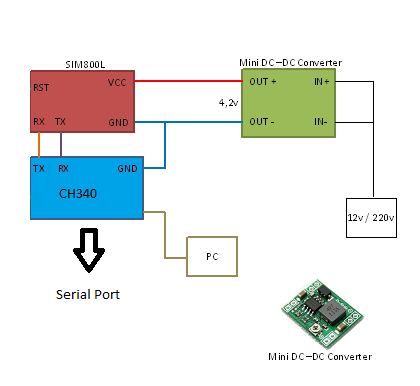 SIM800L
Mini DC-DC Converter
RST
VCC
OUT +
IN+
4,2v
RX TX
GND
OUT -
IN-
TX RX
GND
CH340
12v / 220v
PC
Serial Port
Mini DC-DC Converter